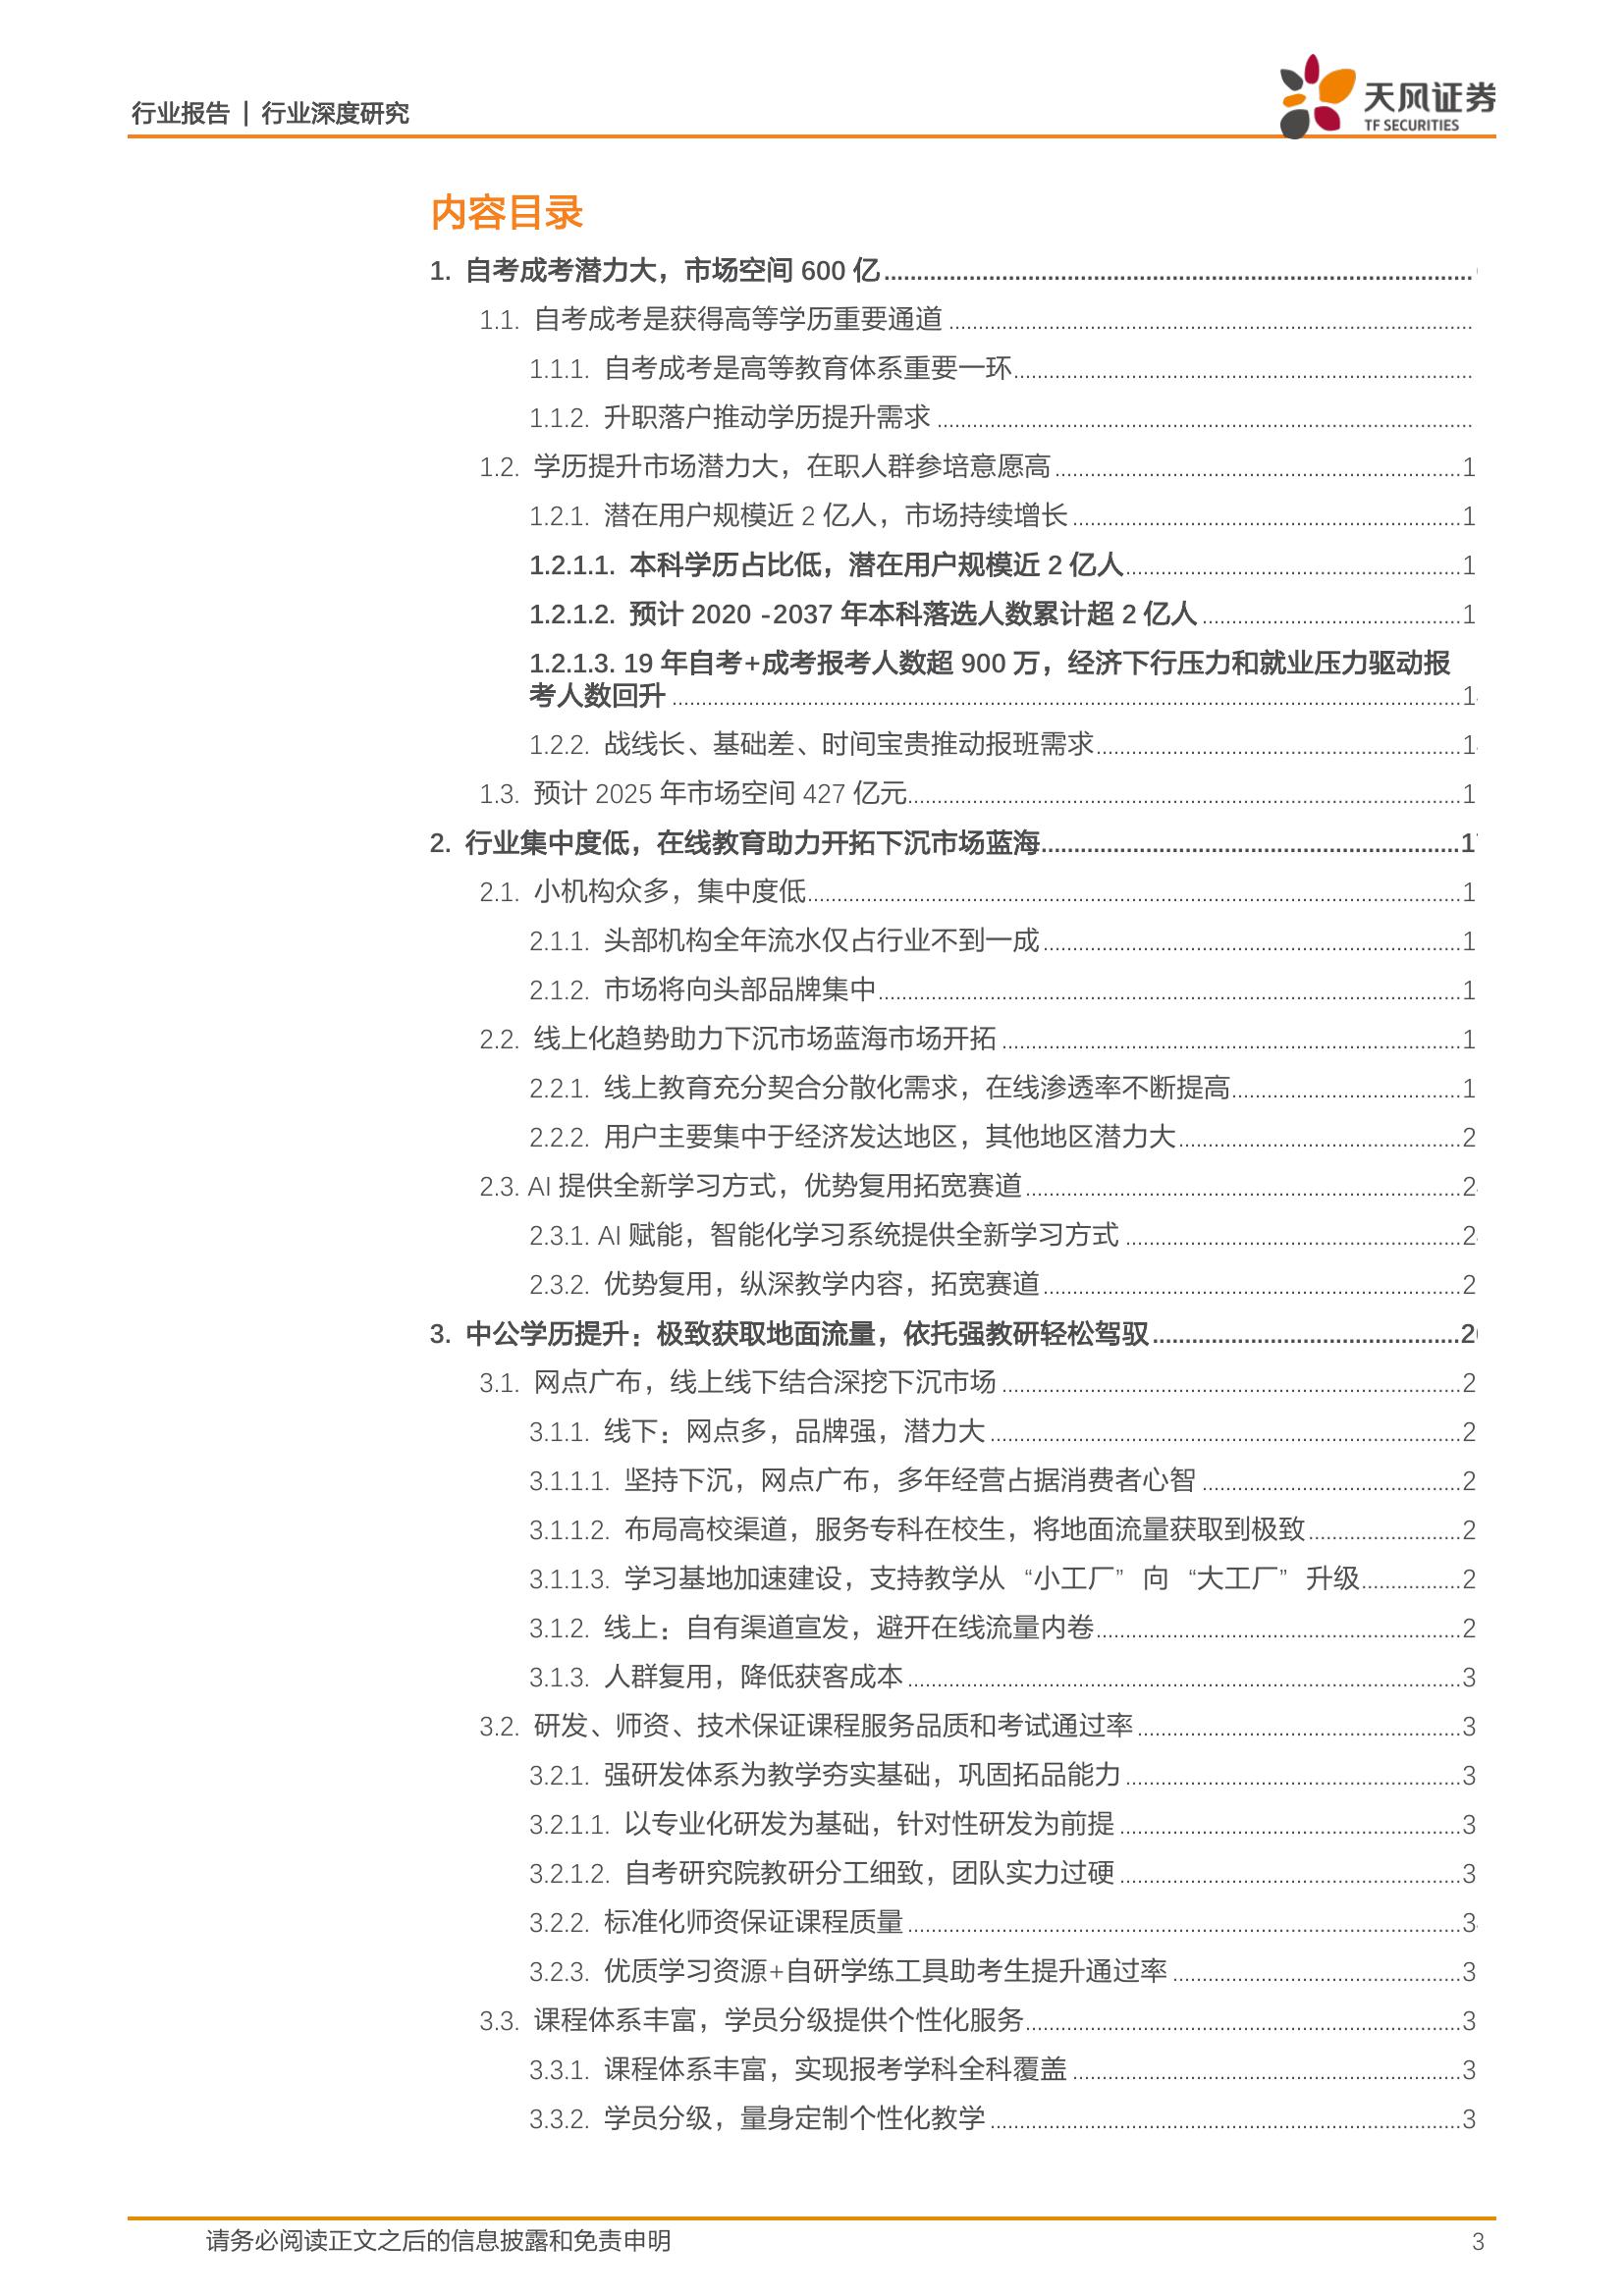 行业报告 | 行业深度研究
天风证券
TF SECURITIES
内容目录
1. 自考成考潜力大，市场空间 600 亿
1.1. 自考成考是获得高等学历重要通道
1.1.1. 自考成考是高等教育体系重要一环
1.1.2. 升职落户推动学历提升需求
1.2. 学历提升市场潜力大，在职人群参培意愿高
1.2.1. 潜在用户规模近 2 亿人，市场持续增长
1.2.1.1. 本科学历占比低，潜在用户规模近 2 亿人
1.2.1.2. 预计 2020 -2037 年本科落选人数累计超 2 亿人
1.2.1.3. 19 年自考+成考报考人数超 900 万，经济下行压力和就业压力驱动报
考人数回升
1.2.2. 战线长、基础差、时间宝贵推动报班需求
1.3. 预计 2025 年市场空间 427 亿元
2. 行业集中度低，在线教育助力开拓下沉市场蓝海
2.1. 小机构众多，集中度低
2.1.1. 头部机构全年流水仅占行业不到一成
2.1.2. 市场将向头部品牌集中
2.2. 线上化趋势助力下沉市场蓝海市场开拓
2.2.1. 线上教育充分契合分散化需求，在线渗透率不断提高
2.2.2. 用户主要集中于经济发达地区，其他地区潜力大
2.3. AI 提供全新学习方式，优势复用拓宽赛道
2.3.1. AI 赋能，智能化学习系统提供全新学习方式
2.3.2. 优势复用，纵深教学内容，拓宽赛道
3. 中公学历提升：极致获取地面流量，依托强教研轻松驾驭
3.1. 网点广布，线上线下结合深挖下沉市场
3.1.1. 线下：网点多，品牌强，潜力大
3.1.1.1. 坚持下沉，网点广布，多年经营占据消费者心智
3.1.1.2. 布局高校渠道，服务专科在校生，将地面流量获取到极致
3.1.1.3. 学习基地加速建设，支持教学从 “小工厂” 向 “大工厂” 升级
3.1.2. 线上：自有渠道宣发，避开在线流量内卷
3.1.3. 人群复用，降低获客成本
3.2. 研发、师资、技术保证课程服务品质和考试通过率
3.2.1. 强研发体系为教学夯实基础，巩固拓品能力
3.2.1.1. 以专业化研发为基础，针对性研发为前提
3.2.1.2. 自考研究院教研分工细致，团队实力过硬
3.2.2. 标准化师资保证课程质量
3.2.3. 优质学习资源+自研学练工具助考生提升通过率
3.3. 课程体系丰富，学员分级提供个性化服务
3.3.1. 课程体系丰富，实现报考学科全科覆盖
3.3.2. 学员分级，量身定制个性化教学
请务必阅读正文之后的信息披露和免责申明
3